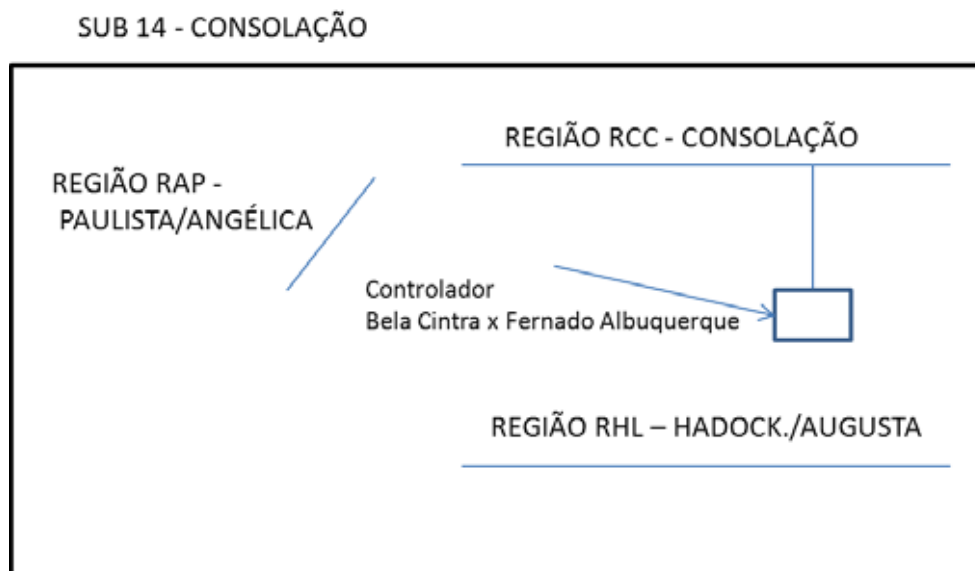 SUB 14 - CONSOLAÇÃO
REGIÃO RCC - CONSOLAÇÃO
REGIÃO RAP -
PAULISTA/ANGÉLICA
Controlador
Bela Cintra x Fernado Albuquerque
REGIÃO RHL – HADOCK./AUGUSTA